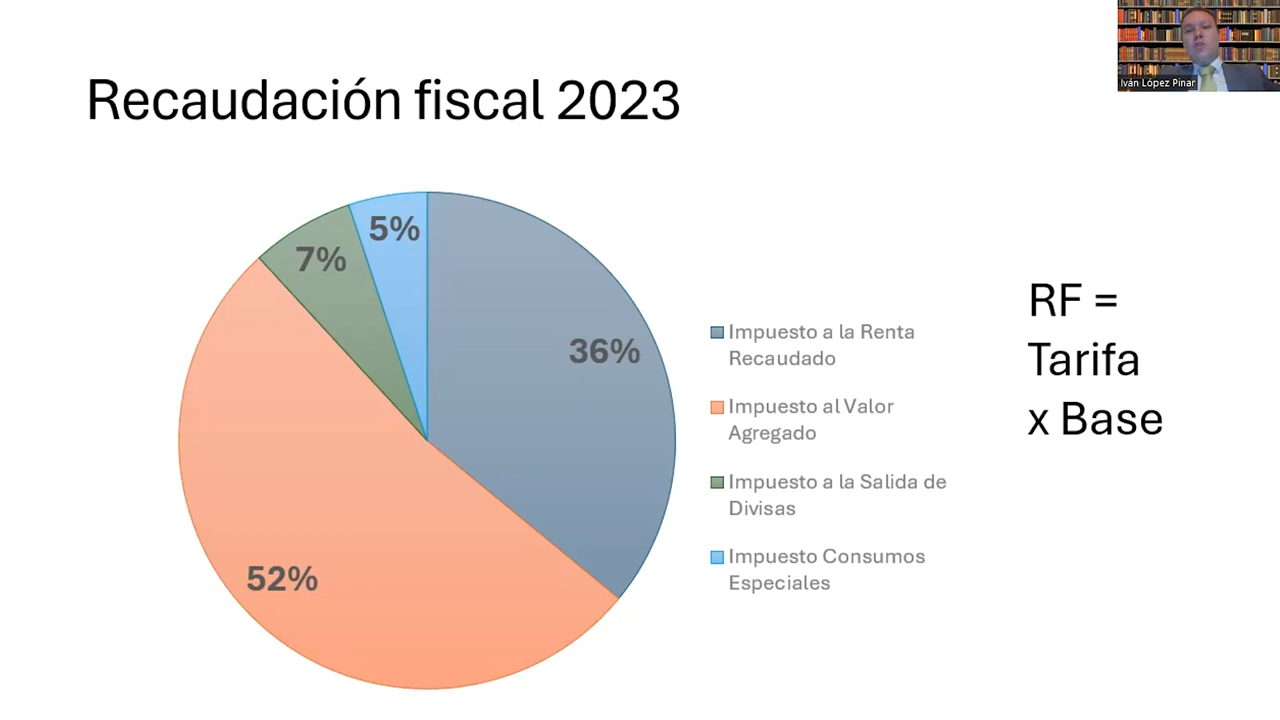 Iván López Pinar
Recaudación fiscal 2023
5%
7%
36%
52%
Impuesto a la Renta
Recaudado
Impuesto al Valor
Agregado
Impuesto a la Salida de
Divisas
Impuesto Consumos
Especiales
RF =
Tarifa
x Base